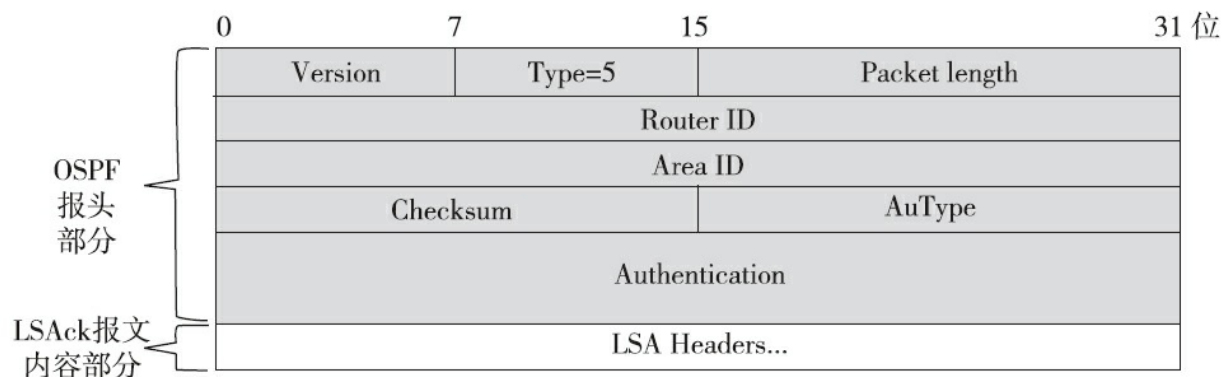 0 7 15 31 位
Version Type=5 Packet length
Router ID
Area ID
OSPF
报头
部分
Checksum AuType
Authentication
LSAck报文
内容部分
LSA Headers...